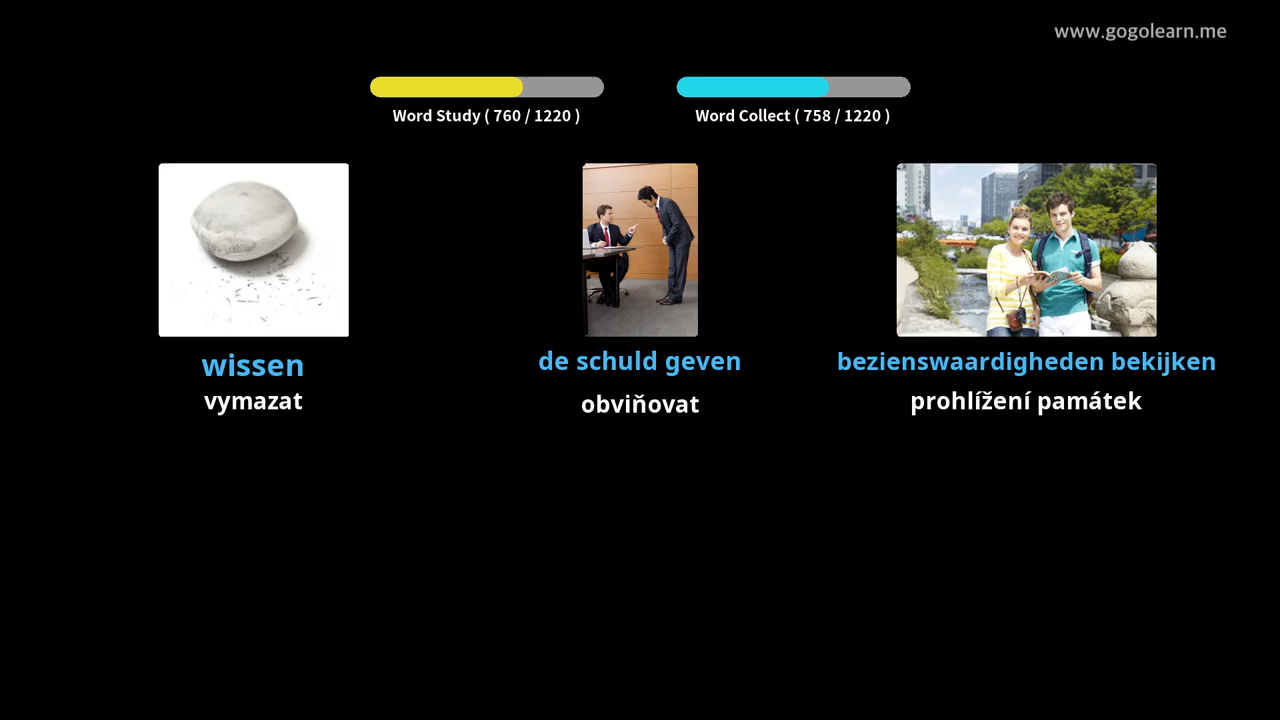 www.gogolearn.me
Word Study ( 760 / 1220 )
Word Collect ( 758 / 1220 )
wissen
vymazat
de schuld geven
obviňovat
bezienswaardigheden bekijken
prohlížení památek